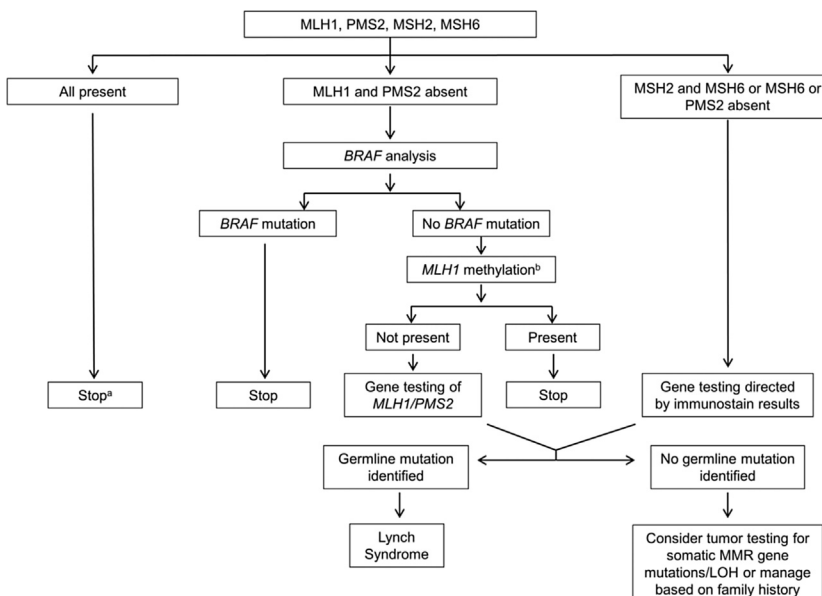 MLH1, PMS2, MSH2, MSH6
All present
MLH1 and PMS2 absent
MSH2 and MSH6 or MSH6 or
PMS2 absent
BRAF analysis
BRAF mutation
No BRAF mutation
MLH1 methylationᵇ
Not present
Present
Stopᵃ
Stop
Gene testing of
MLH1/PMS2
Stop
Gene testing directed
by immunostain results
Germline mutation
identified
No germline mutation
identified
Lynch
Syndrome
Consider tumor testing for
somatic MMR gene
mutations/LOH or manage
based on family history